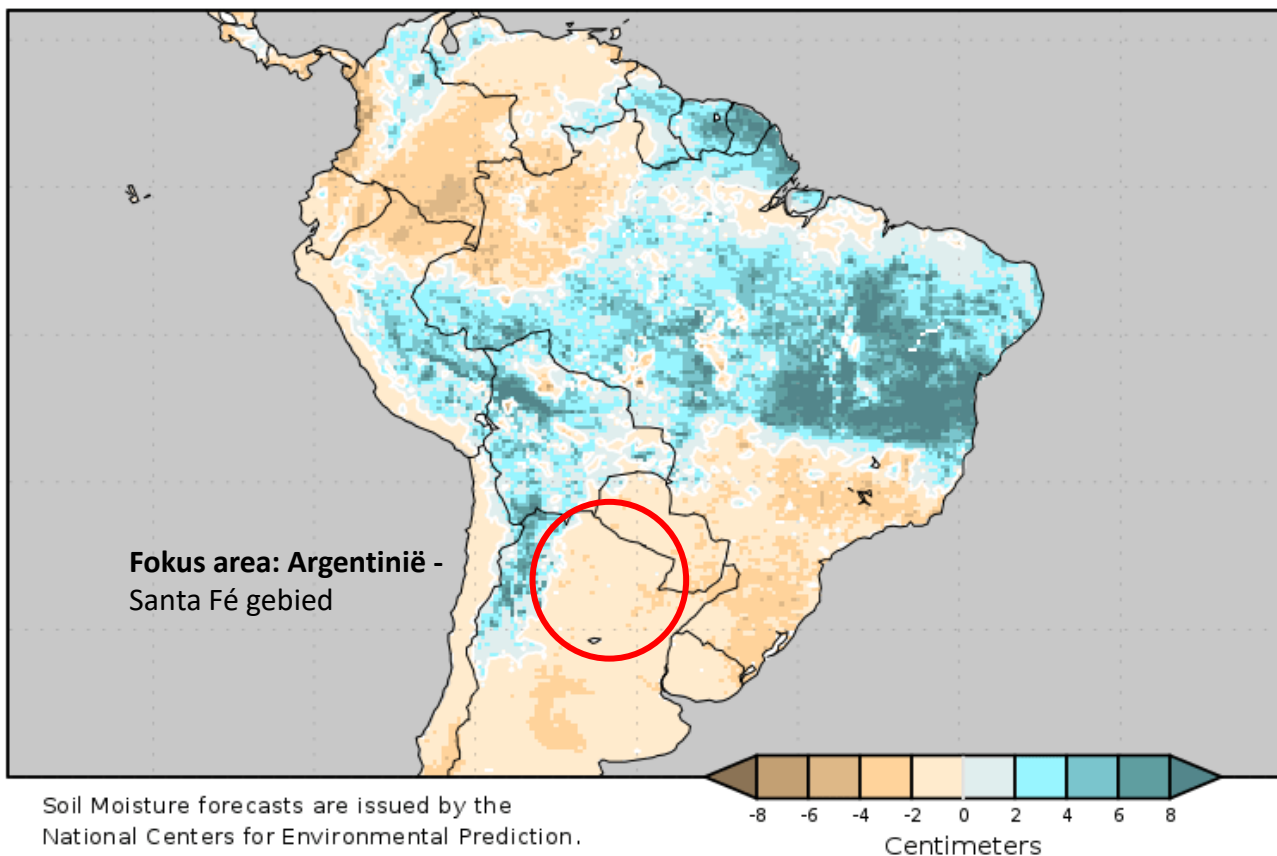 Fokus area: Argentinië -
Santa Fé gebied
-8 -6 -4 -2 0 2 4 6 8
Centimeters
Soil Moisture forecasts are issued by the
National Centers for Environmental Prediction.